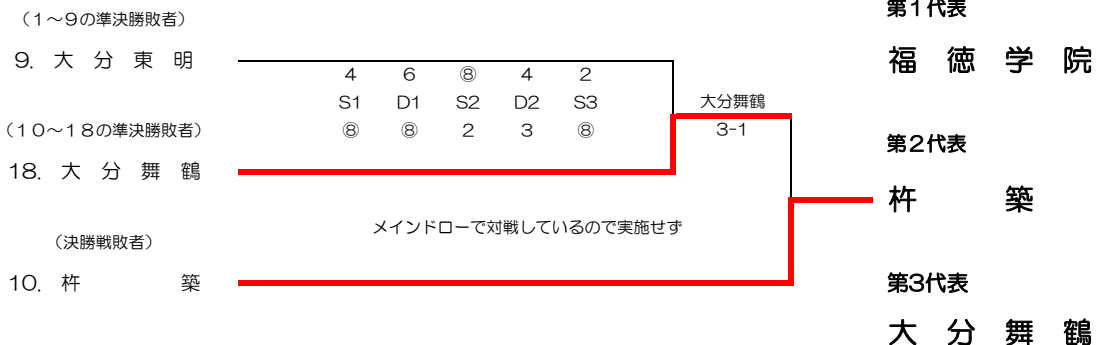 第1代表
(1~9の準決勝敗者)
9. 大分東明
福徳学院
4 6 ⑧ 4 2
S1 D1 S2 D2 S3
大分舞鶴
(10~18の準決勝敗者)
⑧ ⑧ 2 3 ⑧
3-1
第2代表
18. 大分舞鶴
杵築
メインドローで対戦しているので実施せず
(決勝戦敗者)
10. 杵築
第3代表
大分舞鶴